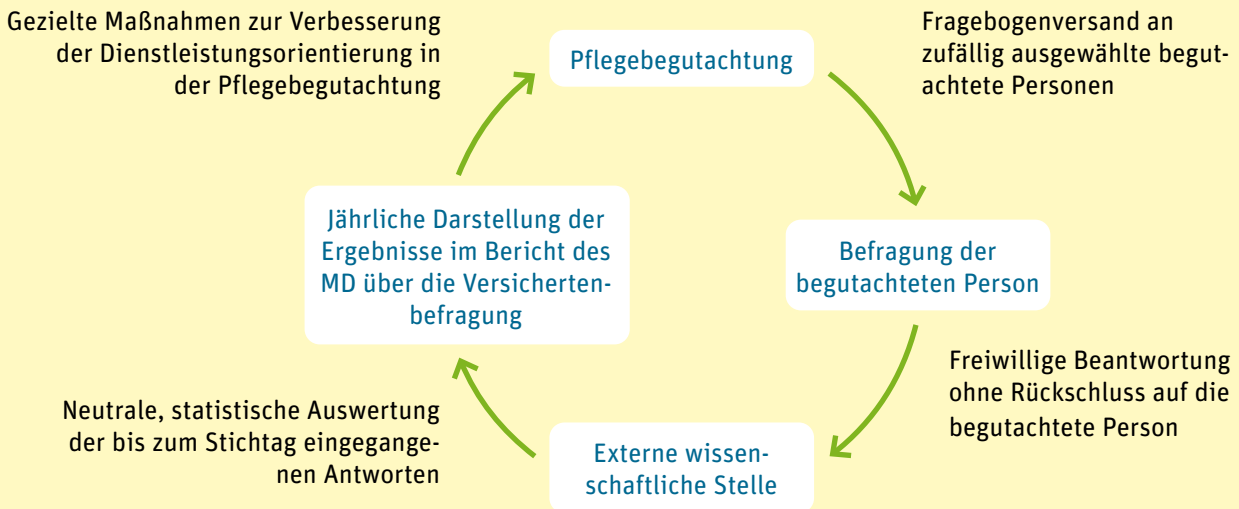 Gezielte Maßnahmen zur Verbesserung
der Dienstleistungsorientierung in
der Pflegebegutachtung
Pflegebegutachtung
Fragebogenversand an
zufällig ausgewählte begut-
achtete Personen
Jährliche Darstellung der
Ergebnisse im Bericht des
MD über die Versicherten-
befragung
Befragung der
begutachteten Person
Freiwillige Beantwortung
ohne Rückschluss auf die
begutachtete Person
Neutrale, statistische Auswertung
der bis zum Stichtag eingegange-
nen Antworten
Externe wissen-
schaftliche Stelle